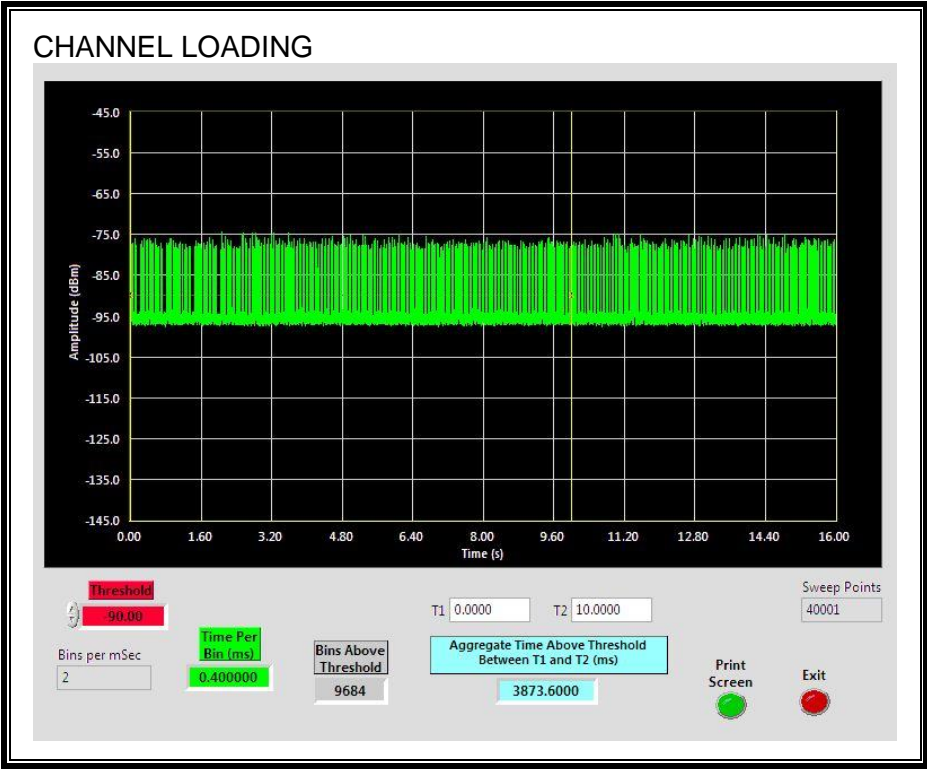 CHANNEL LOADING
-45.0
-55.0
-65.0
-75.0
-85.0
-95.0
-105.0
-115.0
-125.0
-135.0
-145.0
Amplitude (dBm)
0.00 1.60 3.20 4.80 6.40 8.00 9.60 11.20 12.80 14.40 16.00
Time (s)
Threshold
-90.00
Bins per mSec
2
Time Per
Bin (ms)
0.400000
Bins Above
Threshold
9684
T1 0.0000 T2 10.0000
Aggregate Time Above Threshold
Between T1 and T2 (ms)
3873.6000
Sweep Points
40001
Print
Screen
Exit